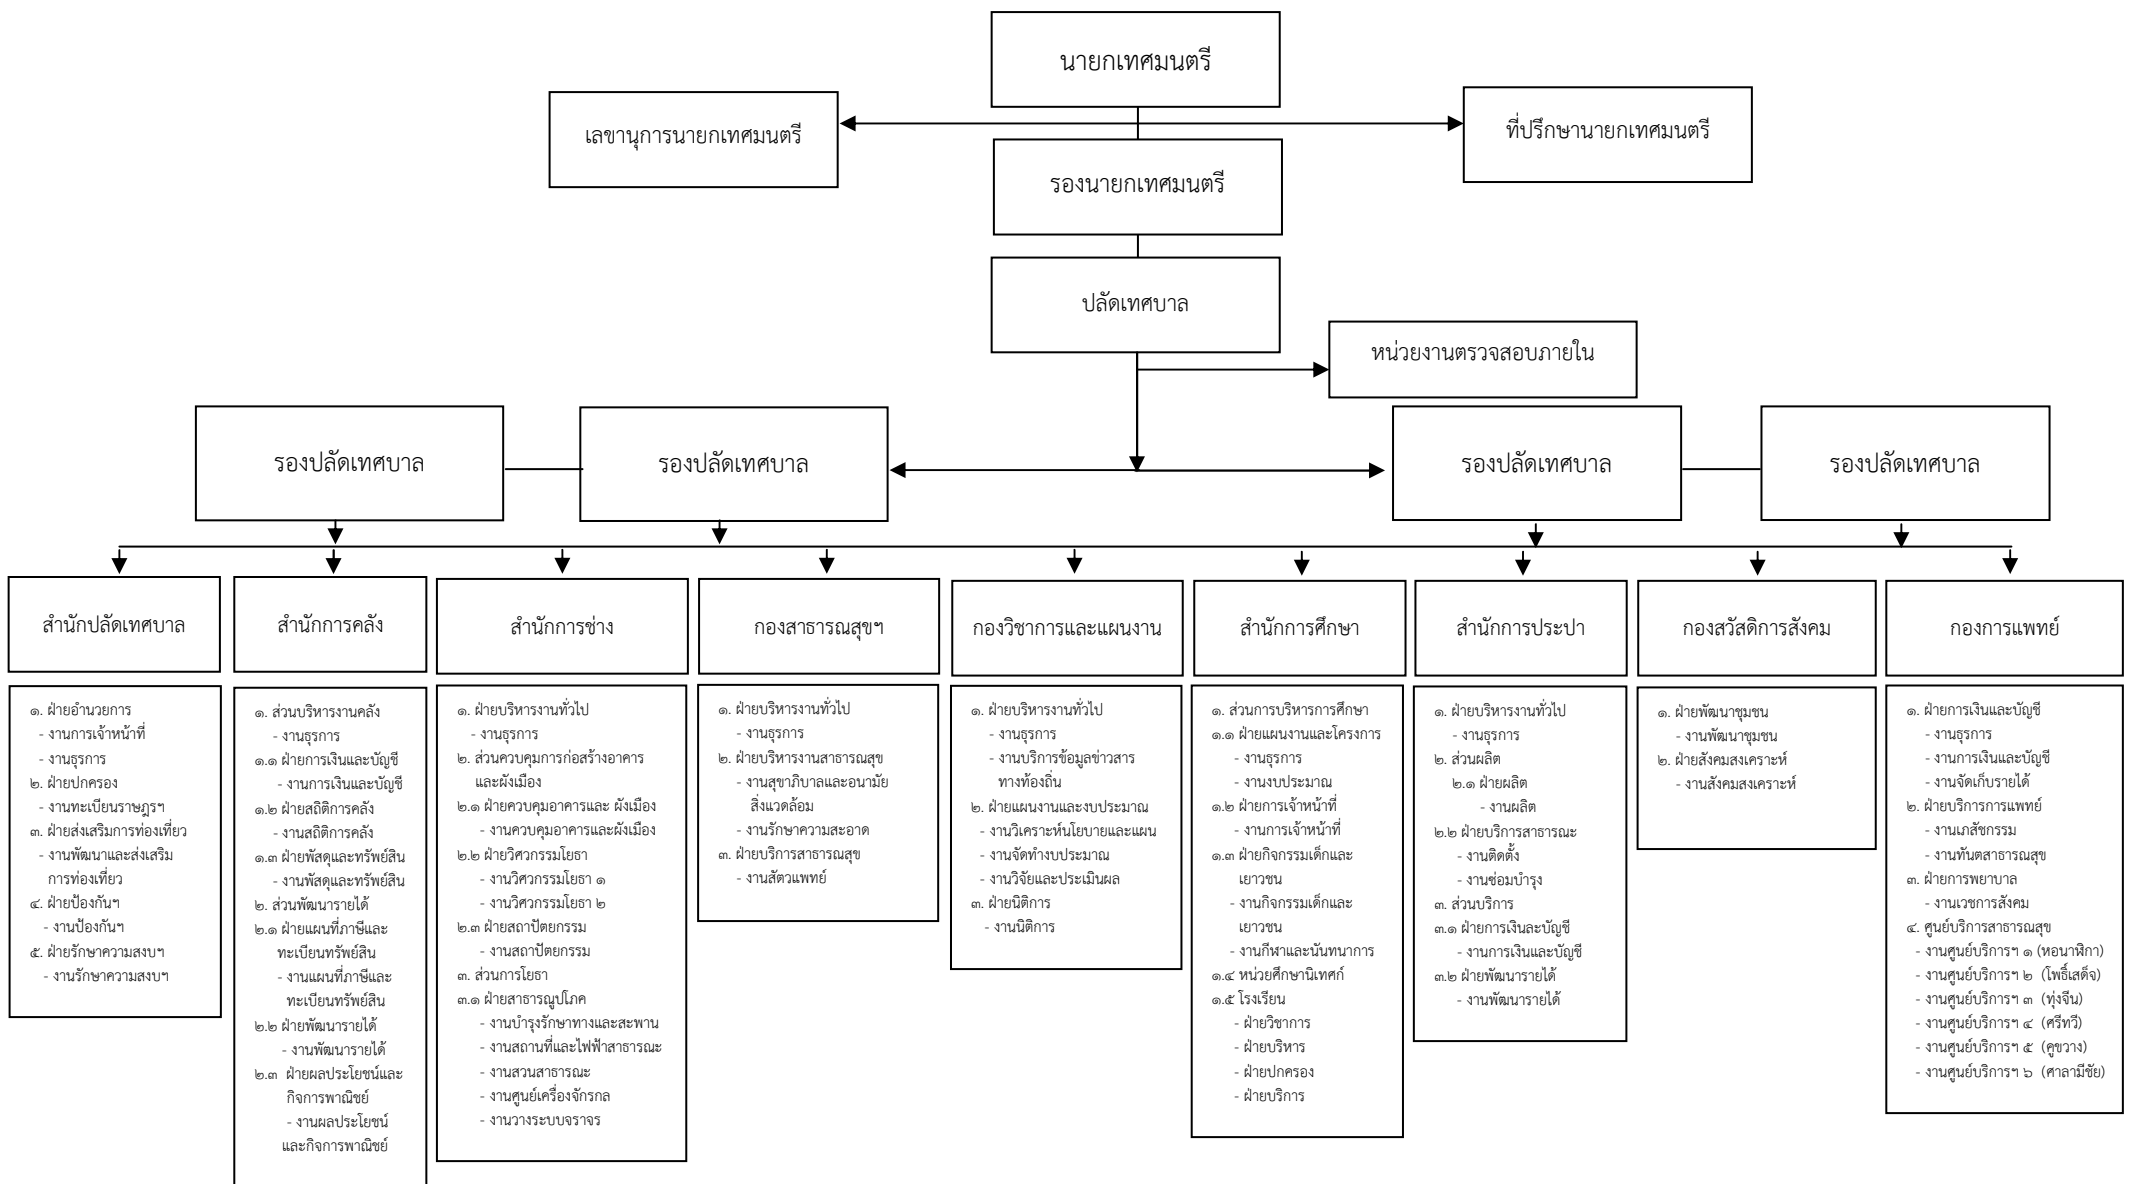 นายกเทศมนตรี
เลขานุการนายกเทศมนตรี
ที่ปรึกษานายกเทศมนตรี
รองนายกเทศมนตรี
ปลัดเทศบาล
หน่วยงานตรวจสอบภายใน
รองปลัดเทศบาล
รองปลัดเทศบาล
รองปลัดเทศบาล
รองปลัดเทศบาล
สำนักปลัดเทศบาล
๑. ฝ่ายอำนวยการ
- งานการเจ้าหน้าที่
- งานธุรการ
๒. ฝ่ายปกครอง
- งานทะเบียนราษฎรฯ
๓. ฝ่ายส่งเสริมการท่องเที่ยว
- งานพัฒนาและส่งเสริม
การท่องเที่ยว
๔. ฝ่ายป้องกันฯ
- งานป้องกันฯ
๕. ฝ่ายรักษาความสงบฯ
- งานรักษาความสงบฯ
สำนักการคลัง
๑. ส่วนบริหารงานคลัง
- งานธุรการ
๑.๑ ฝ่ายการเงินและบัญชี
- งานการเงินและบัญชี
๑.๒ ฝ่ายสถิติการคลัง
- งานสถิติการคลัง
๑.๓ ฝ่ายพัสดุและทรัพย์สิน
- งานพัสดุและทรัพย์สิน
๒. ส่วนพัฒนารายได้
๒.๑ ฝ่ายแผนที่ภาษีและ
ทะเบียนทรัพย์สิน
- งานแผนที่ภาษีและ
ทะเบียนทรัพย์สิน
๒.๒ ฝ่ายพัฒนารายได้
- งานพัฒนารายได้
๒.๓ ฝ่ายผลประโยชน์และ
กิจการพาณิชย์
- งานผลประโยชน์
และกิจการพาณิชย์
สำนักการช่าง
๑. ฝ่ายบริหารงานทั่วไป
- งานธุรการ
๒. ส่วนควบคุมการก่อสร้างอาคาร
และผังเมือง
๒.๑ ฝ่ายควบคุมอาคารและ ผังเมือง
- งานควบคุมอาคารและผังเมือง
๒.๒ ฝ่ายวิศวกรรมโยธา
- งานวิศวกรรมโยธา ๑
- งานวิศวกรรมโยธา ๒
๒.๓ ฝ่ายสถาปัตยกรรม
- งานสถาปัตยกรรม
๓. ส่วนการโยธา
๓.๑ ฝ่ายสาธารณูปโภค
- งานบำรุงรักษาทางและสะพาน
- งานสถานที่และไฟฟ้าสาธารณะ
- งานสวนสาธารณะ
- งานศูนย์เครื่องจักรกล
- งานวางระบบจราจร
กองสาธารณสุขฯ
๑. ฝ่ายบริหารงานทั่วไป
- งานธุรการ
๒. ฝ่ายบริหารงานสาธารณสุข
- งานสุขาภิบาลและอนามัย
สิ่งแวดล้อม
- งานรักษาความสะอาด
๓. ฝ่ายบริการสาธารณสุข
- งานสัตวแพทย์
กองวิชาการและแผนงาน
๑. ฝ่ายบริหารงานทั่วไป
- งานธุรการ
- งานบริการข้อมูลข่าวสาร
ทางท้องถิ่น
๒. ฝ่ายแผนงานและงบประมาณ
- งานวิเคราะห์นโยบายและแผน
- งานจัดทำงบประมาณ
- งานวิจัยและประเมินผล
๓. ฝ่ายนิติการ
- งานนิติการ
สำนักการศึกษา
๑. ส่วนการบริหารการศึกษา
๑.๑ ฝ่ายแผนงานและโครงการ
- งานธุรการ
- งานงบประมาณ
๑.๒ ฝ่ายการเจ้าหน้าที่
- งานการเจ้าหน้าที่
๑.๓ ฝ่ายกิจกรรมเด็กและ
เยาวชน
- งานกิจกรรมเด็กและ
เยาวชน
- งานกีฬาและนันทนาการ
๑.๔ หน่วยศึกษานิเทศก์
๑.๕ โรงเรียน
- ฝ่ายวิชาการ
- ฝ่ายบริหาร
- ฝ่ายปกครอง
- ฝ่ายบริการ
สำนักการประปา
๑. ฝ่ายบริหารงานทั่วไป
- งานธุรการ
๒. ส่วนผลิต
๒.๑ ฝ่ายผลิต
- งานผลิต
๒.๒ ฝ่ายบริการสาธารณะ
- งานติดตั้ง
- งานซ่อมบำรุง
๓. ส่วนบริการ
๓.๑ ฝ่ายการเงินละบัญชี
- งานการเงินและบัญชี
๓.๒ ฝ่ายพัฒนารายได้
- งานพัฒนารายได้
กองสวัสดิการสังคม
๑. ฝ่ายพัฒนาชุมชน
- งานพัฒนาชุมชน
๒. ฝ่ายสังคมสงเคราะห์
- งานสังคมสงเคราะห์
กองการแพทย์
๑. ฝ่ายการเงินและบัญชี
- งานธุรการ
- งานการเงินและบัญชี
- งานจัดเก็บรายได้
๒. ฝ่ายบริการการแพทย์
- งานเภสัชกรรม
- งานทันตสาธารณสุข
๓. ฝ่ายการพยาบาล
- งานเวชการสังคม
๔. ศูนย์บริการสาธารณสุข
- งานศูนย์บริการฯ ๑ (หอนาฬิกา)
- งานศูนย์บริการฯ ๒ (โพธิ์เสด็จ)
- งานศูนย์บริการฯ ๓ (ทุ่งจีน)
- งานศูนย์บริการฯ ๔ (ศรีทวี)
- งานศูนย์บริการฯ ๕ (คูขวาง)
- งานศูนย์บริการฯ ๖ (ศาลามีชัย)